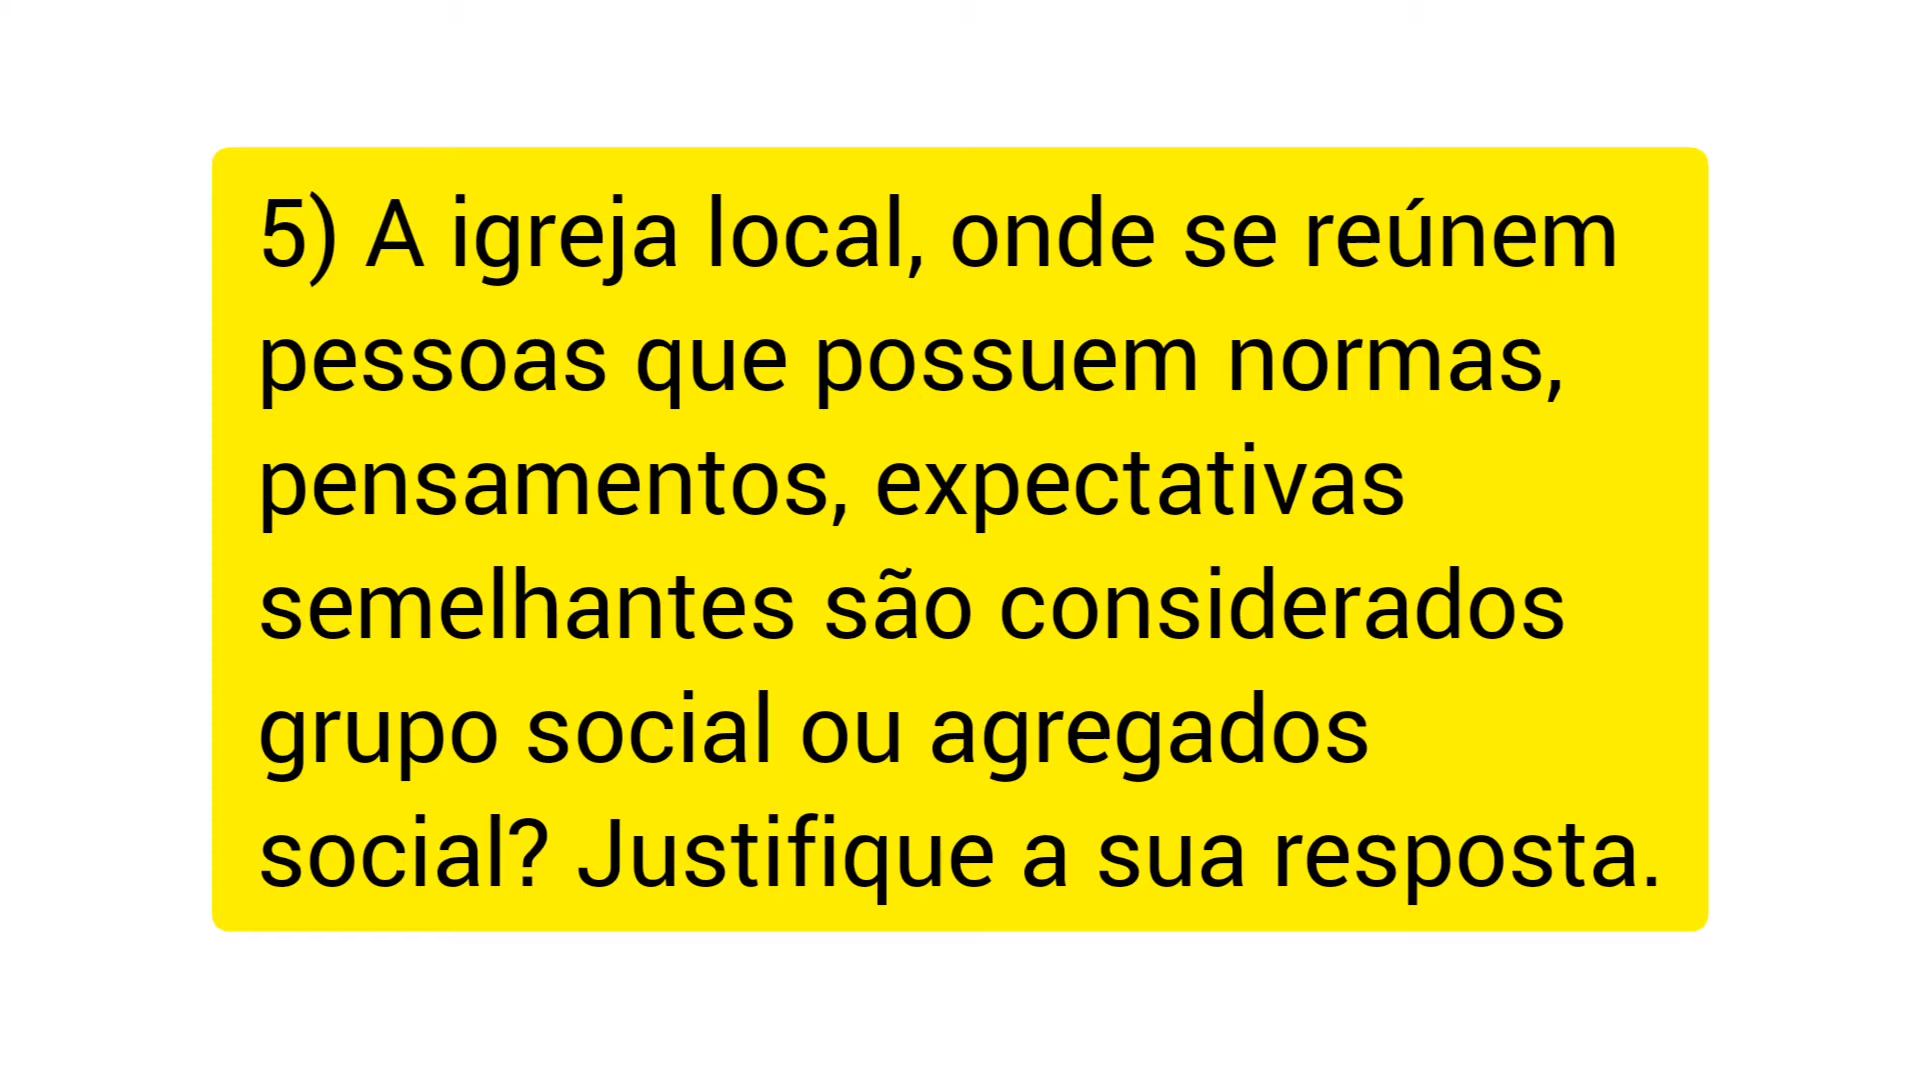 5) A igreja local, onde se reúnem
pessoas que possuem normas,
pensamentos, expectativas
semelhantes são considerados
grupo social ou agregados
social? Justifique a sua resposta.